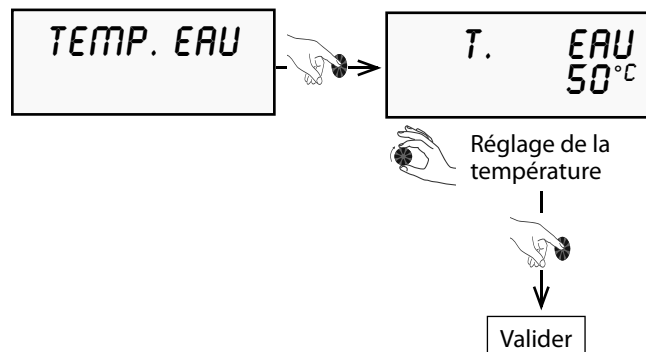 TEMP. EAU
T. EAU
50°C
Réglage de la
température
Valider